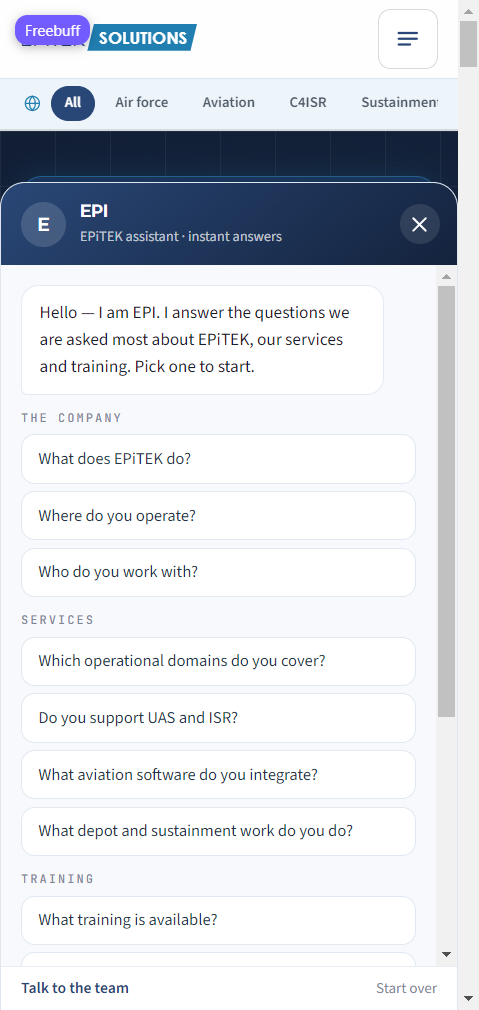 Freebuff
SOLUTIONS
All Air force Aviation C4ISR Sustainment
E EPI
EPiTEK assistant · instant answers
Hello — I am EPI. I answer the questions we
are asked most about EPiTEK, our services
and training. Pick one to start.
THE COMPANY
What does EPiTEK do?
Where do you operate?
Who do you work with?
SERVICES
Which operational domains do you cover?
Do you support UAS and ISR?
What aviation software do you integrate?
What depot and sustainment work do you do?
TRAINING
What training is available?
Talk to the team Start over